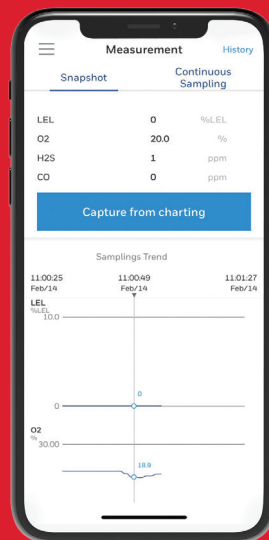 Measurement History
Snapshot Continuous
Sampling
LEL 0 %LEL
O2 20.0 %
H2S 1 ppm
CO 0 ppm
Capture from charting
Samplings Trend
11:00:25 11:00:49 11:01:27
Feb/14 Feb/14 Feb/14
LEL
%LEL
10.0
0
0
O2
%
30.00
18.9